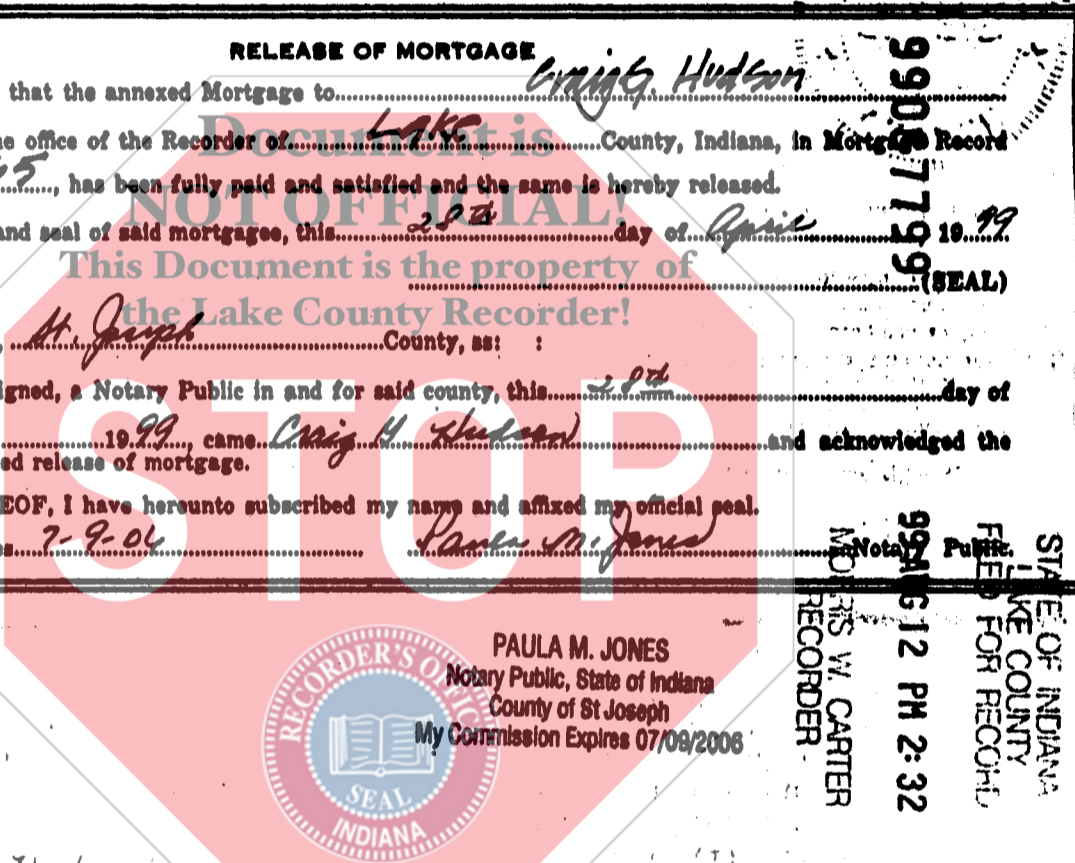 RELEASE OF MORTGAGE
that the annexed Mortgage to Craig G. Hudson
e office of the Recorder of Lake County, Indiana, in Mortgage Record
5, has been fully paid and satisfied and the same is hereby released.
and seal of said mortgagee, this 28th day of April 19 99
(SEAL)
St. Joseph County, ss: :
igned, a Notary Public in and for said county, this 28th day of
19 99, came Craig G Hudson and acknowledged the
ed release of mortgage.
EOF, I have hereunto subscribed my name and affixed my official seal.
s 7-9-06 Paula M. Jones Notary Public.
PAULA M. JONES
Notary Public, State of Indiana
County of St Joseph
My Commission Expires 07/09/2006
99067799
STATE OF INDIANA
LAKE COUNTY
FILED FOR RECORD
99 AUG 12 PM 2:32
MORRIS W. CARTER
RECORDER
Document is
NOT OFFICIAL!
This Document is the property of
the Lake County Recorder!
STOP
RECORDER'S OFFICE
SEAL
INDIANA